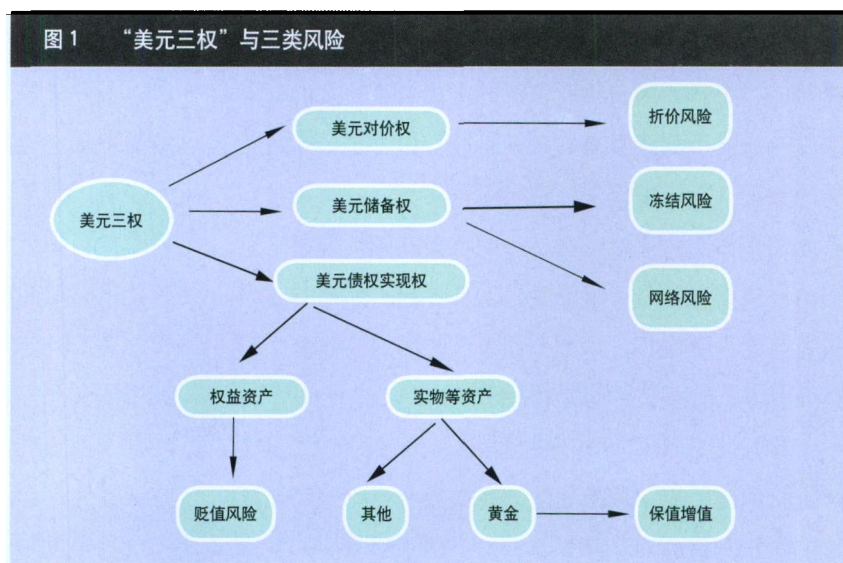 图1 “美元三权”与三类风险
美元对价权
折价风险
美元三权
美元储备权
冻结风险
美元债权实现权
网络风险
权益资产
实物等资产
贬值风险
其他
黄金
保值增值